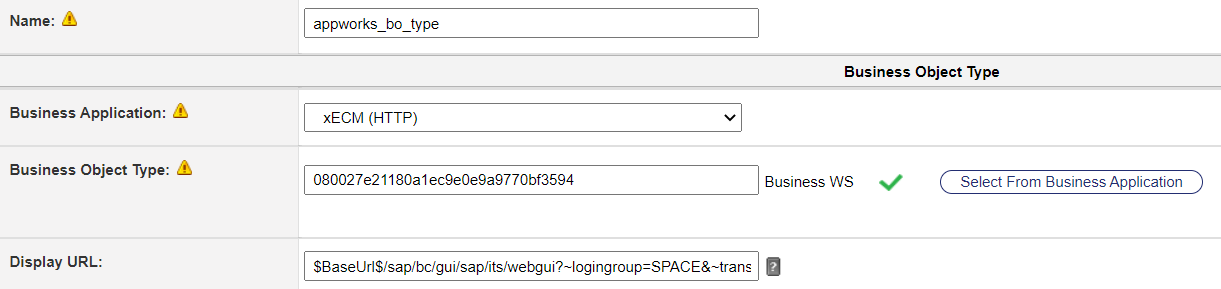 Name:
appworks_bo_type
Business Object Type
Business Application:
xECM (HTTP)
Business Object Type:
080027e21180a1ec9e0e9a9770bf3594
Business WS
Select From Business Application
Display URL:
$BaseUrl$/sap/bc/gui/sap/its/webgui?~logingroup=SPACE&~trans
?